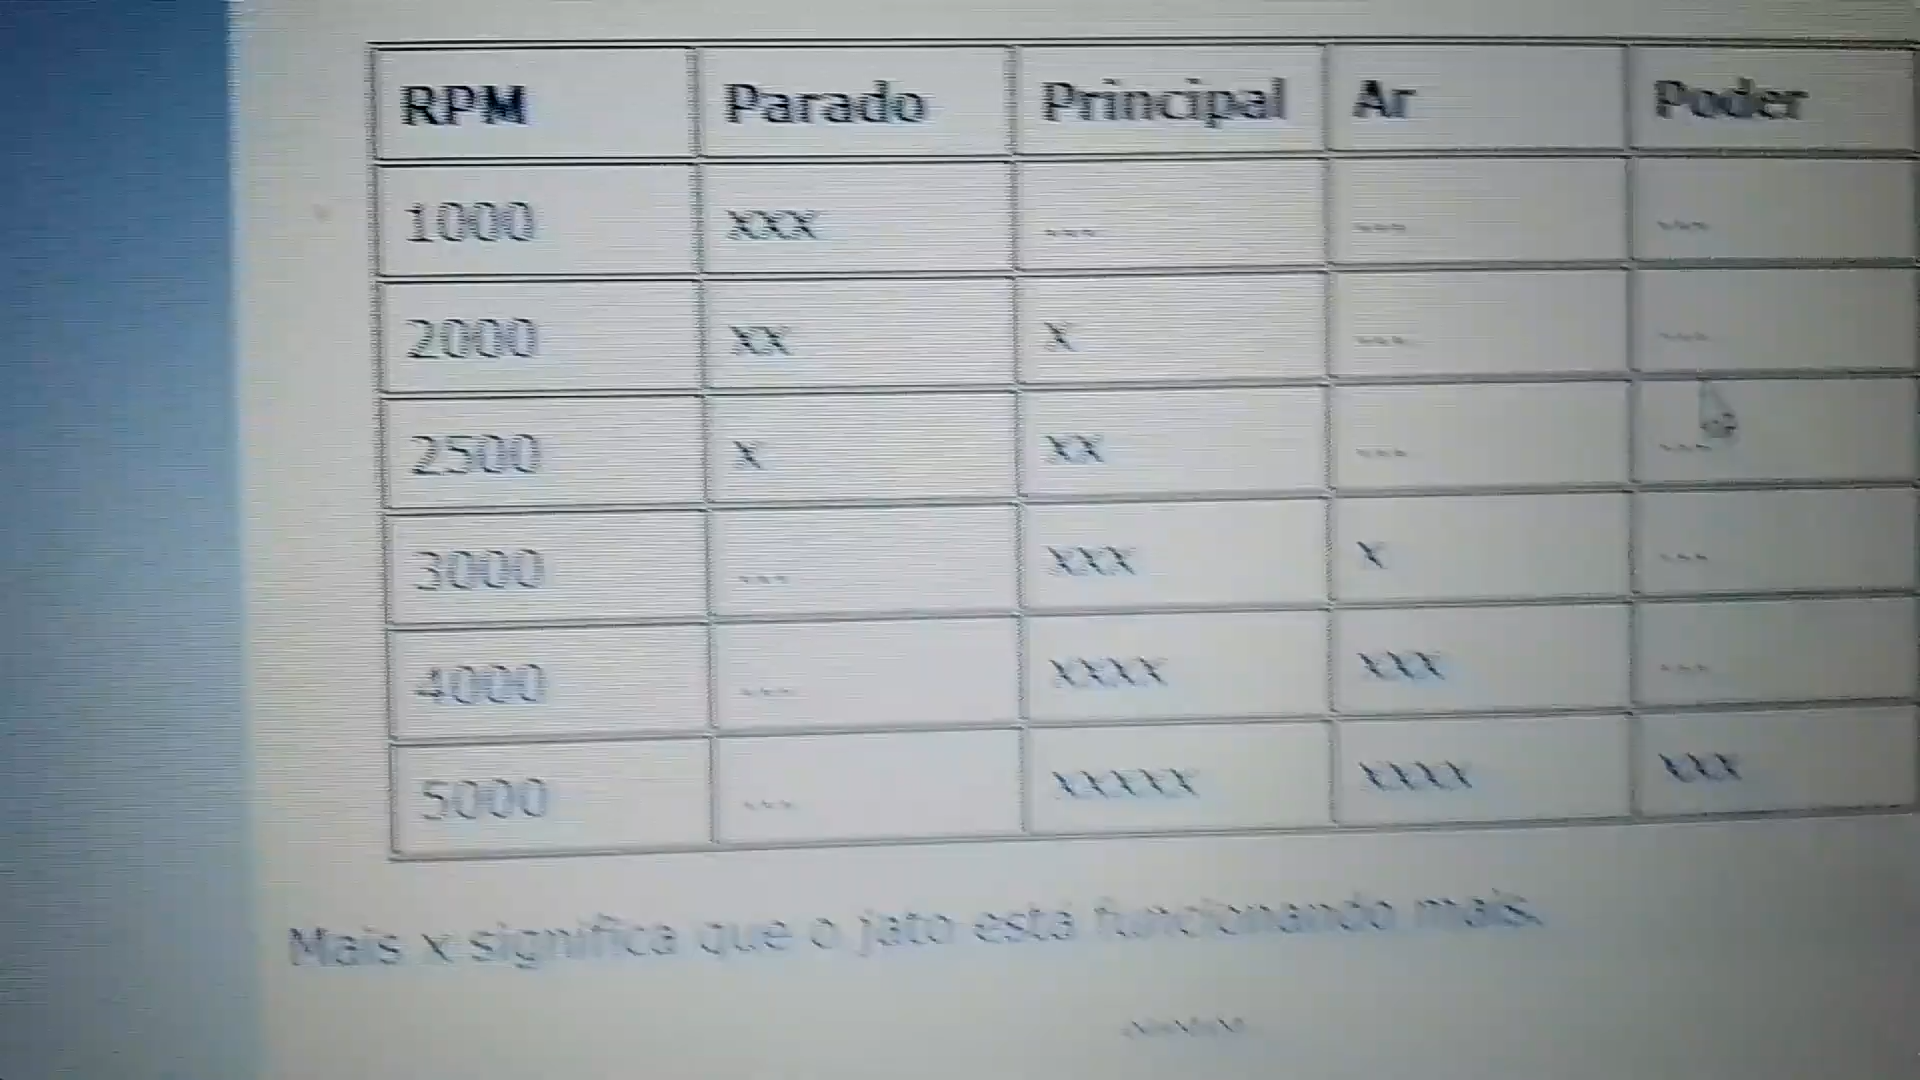 RPM Parado Principal Ar Poder
1000 xxx --- --- ---
2000 xx x --- ---
2500 x xx --- ---
3000 --- xxx x ---
4000 --- xxxx xxx ---
5000 --- xxxxx xxxx xxx
Mais x significa que o jato está funcionando mais.